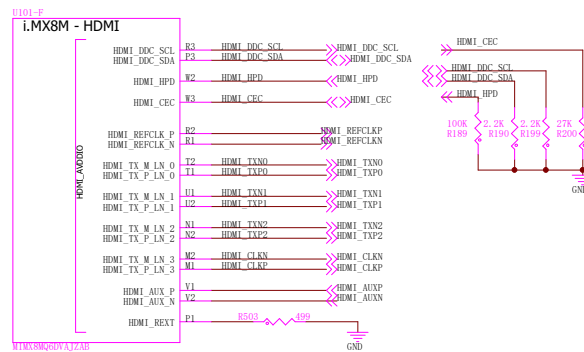 U101-F
i.MX8M - HDMI
HDMI_AVDDIO
HDMI_DDC_SCL R3 HDMI_DDC_SCL HDMI_DDC_SCL
HDMI_DDC_SDA P3 HDMI_DDC_SDA HDMI_DDC_SDA
HDMI_HPD W2 HDMI_HPD HDMI_HPD
HDMI_CEC W3 HDMI_CEC HDMI_CEC
HDMI_REFCLK_P R2 HDMI_REFCLKP
HDMI_REFCLK_N R1 HDMI_REFCLKN
HDMI_TX_M_LN_0 T2 HDMI_TXN0 HDMI_TXN0
HDMI_TX_P_LN_0 T1 HDMI_TXP0 HDMI_TXP0
HDMI_TX_M_LN_1 U1 HDMI_TXN1 HDMI_TXN1
HDMI_TX_P_LN_1 U2 HDMI_TXP1 HDMI_TXP1
HDMI_TX_M_LN_2 N1 HDMI_TXN2 HDMI_TXN2
HDMI_TX_P_LN_2 N2 HDMI_TXP2 HDMI_TXP2
HDMI_TX_M_LN_3 M2 HDMI_CLKN HDMI_CLKN
HDMI_TX_P_LN_3 M1 HDMI_CLKP HDMI_CLKP
HDMI_AUX_P V1 HDMI_AUXP
HDMI_AUX_N V2 HDMI_AUXN
HDMI_REXT P1 R503 499
GND
MIMX8MQ6DVAJZAB
HDMI_CEC
HDMI_DDC_SCL
HDMI_DDC_SDA
HDMI_HPD
100K 2.2K 2.2K 27K
R189 R190 R199 R200
GND